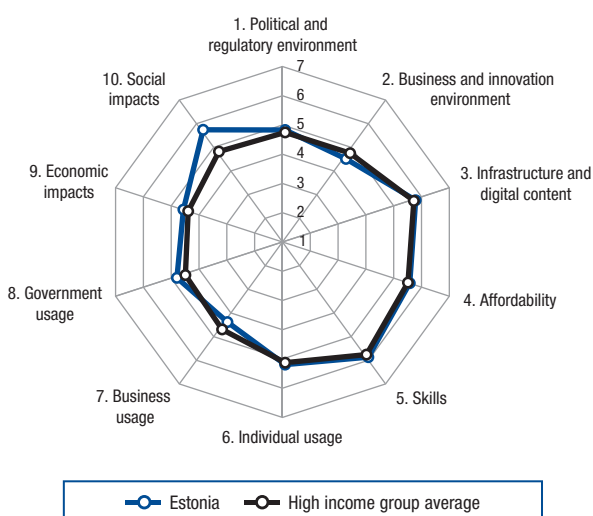 1. Political and
regulatory environment
2. Business and innovation
environment
3. Infrastructure and
digital content
4. Affordability
5. Skills
6. Individual usage
7. Business
usage
8. Government
usage
9. Economic
impacts
10. Social
impacts
7
6
5
4
3
2
1
Estonia
High income group average